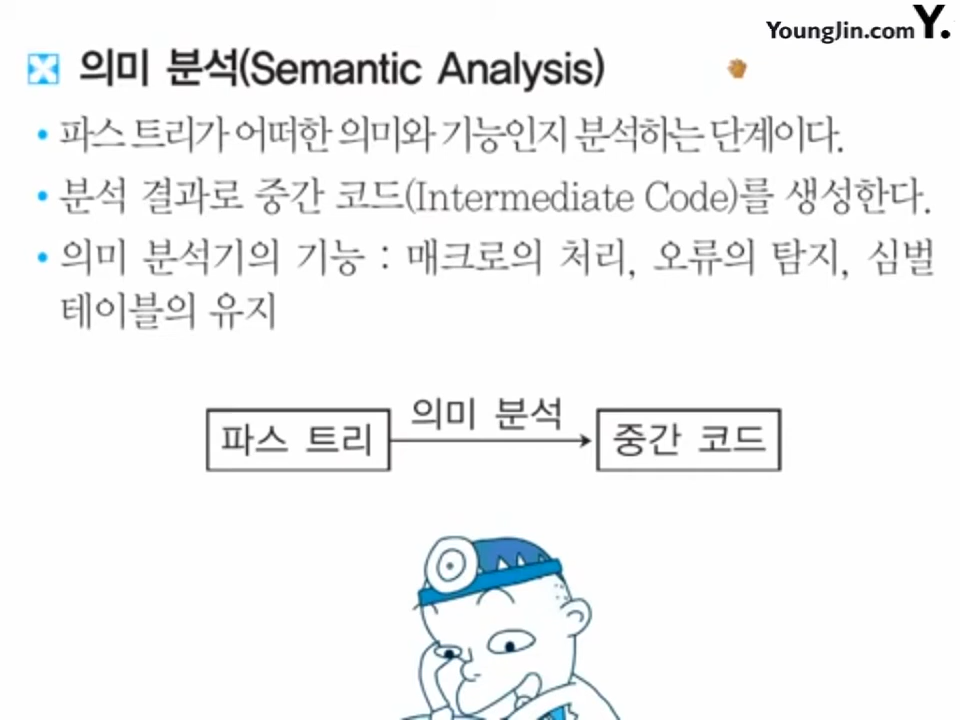 YoungJin.com Y.
의미 분석(Semantic Analysis)
• 파스 트리가 어떠한 의미와 기능인지 분석하는 단계이다.
• 분석 결과로 중간 코드(Intermediate Code)를 생성한다.
• 의미 분석기의 기능 : 매크로의 처리, 오류의 탐지, 심벌
테이블의 유지
의미 분석
파스 트리 중간 코드